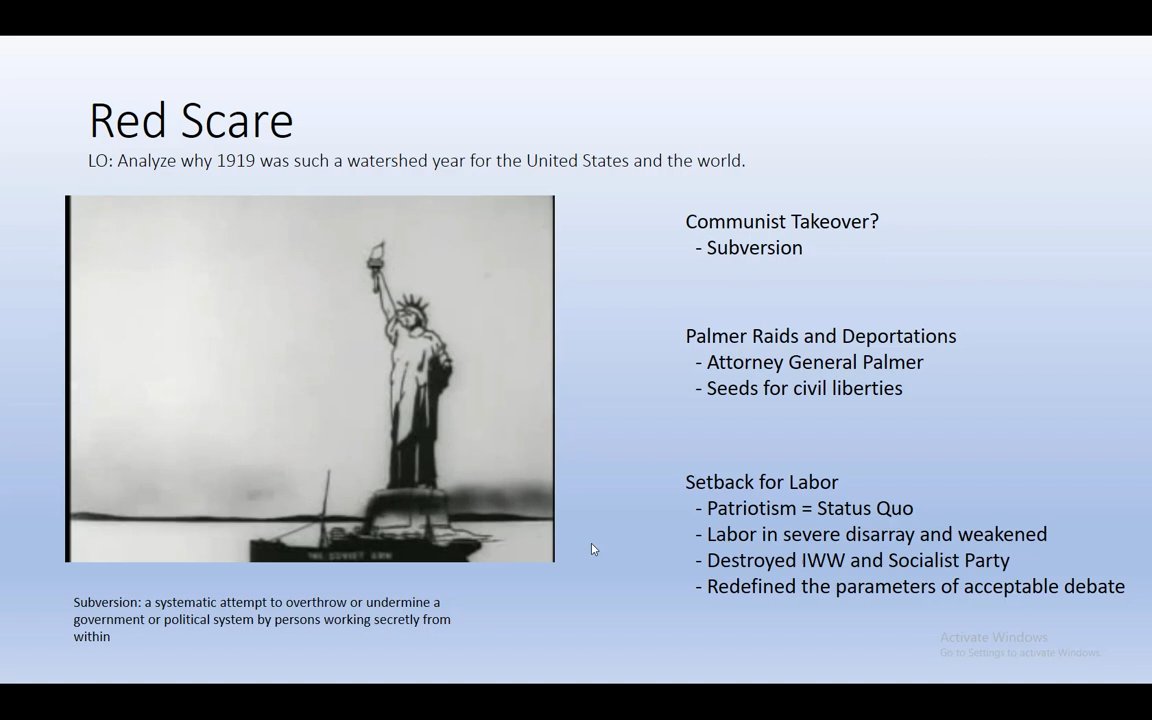 Red Scare
LO: Analyze why 1919 was such a watershed year for the United States and the world.
THE SOVIET ARK
Subversion: a systematic attempt to overthrow or undermine a
government or political system by persons working secretly from
within
Communist Takeover?
- Subversion
Palmer Raids and Deportations
- Attorney General Palmer
- Seeds for civil liberties
Setback for Labor
- Patriotism = Status Quo
- Labor in severe disarray and weakened
- Destroyed IWW and Socialist Party
- Redefined the parameters of acceptable debate
Activate Windows
Go to Settings to activate Windows.